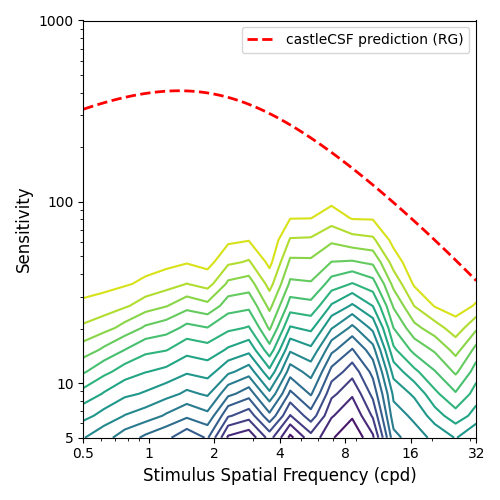 1000
castleCSF prediction (RG)
100
10
5
Sensitivity
0.5 1 2 4 8 16 32
Stimulus Spatial Frequency (cpd)